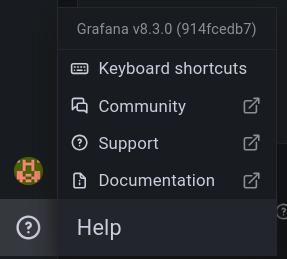 Grafana v8.3.0 (914fcedb7)
Keyboard shortcuts
Community
Support
Documentation
Help